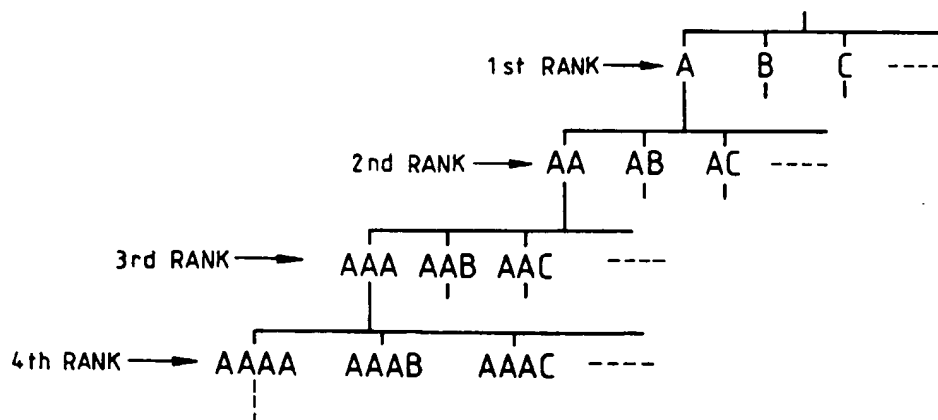 1st RANK A B C
2nd RANK AA AB AC
3rd RANK AAA AAB AAC
4th RANK AAAA AAAB AAAC